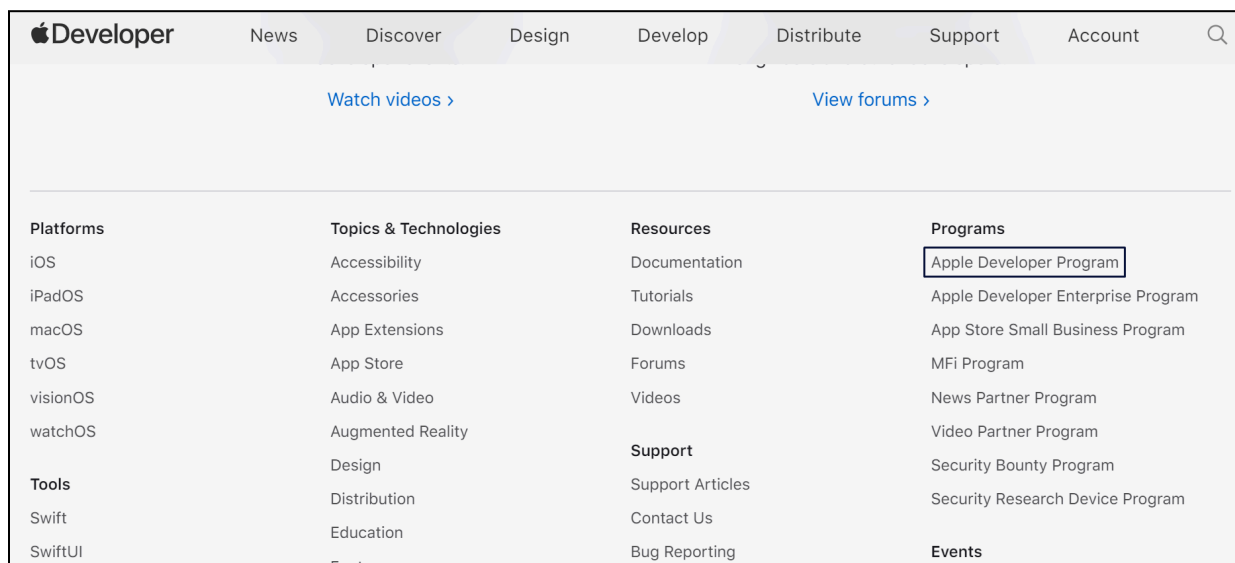 Developer News Discover Design Develop Distribute Support Account
Watch videos ›
View forums ›
Platforms
iOS
iPadOS
macOS
tvOS
visionOS
watchOS
Tools
Swift
SwiftUI
Topics & Technologies
Accessibility
Accessories
App Extensions
App Store
Audio & Video
Augmented Reality
Design
Distribution
Education
Resources
Documentation
Tutorials
Downloads
Forums
Videos
Support
Support Articles
Contact Us
Bug Reporting
Programs
Apple Developer Program
Apple Developer Enterprise Program
App Store Small Business Program
MFi Program
News Partner Program
Video Partner Program
Security Bounty Program
Security Research Device Program
Events